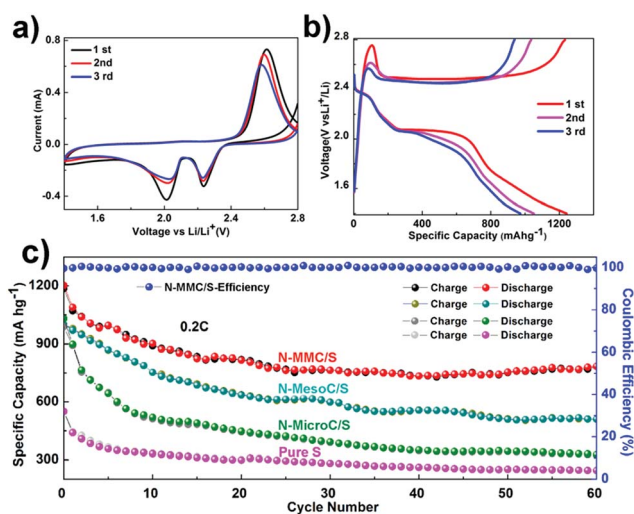 a)
b)
0.8
0.4
0.0
-0.4
Current (mA)
1 st
2nd
3 rd
1.4 1.6 2.0 2.4 2.8
Voltage vs Li/Li+(V)
2.8
2.4
2.0
1.6
Voltage(V vsLi+/Li)
1 st
2nd
3 rd
0 400 800 1200
Specific Capacity (mAhg-1)
c)
1200
900
600
300
Specific Capacity (mA hg-1)
N-MMC/S-Efficiency
0.2C
Charge Discharge
Charge Discharge
Charge Discharge
Charge Discharge
N-MMC/S
N-MesoC/S
N-MicroC/S
Pure S
100
80
60
40
20
0
Coulombic Efficiency (%)
0 10 20 30 40 50 60
Cycle Number